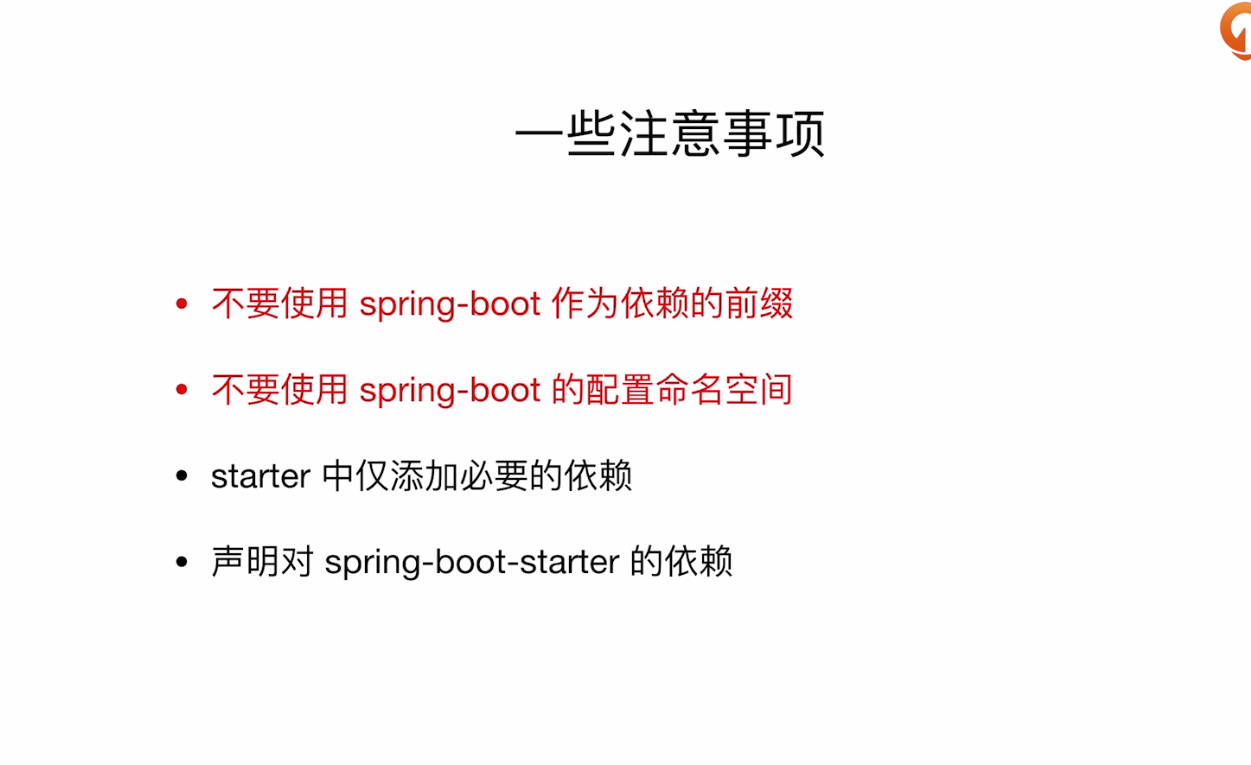 一些注意事项
不要使用 spring-boot 作为依赖的前缀
不要使用 spring-boot 的配置命名空间
starter 中仅添加必要的依赖
声明对 spring-boot-starter 的依赖